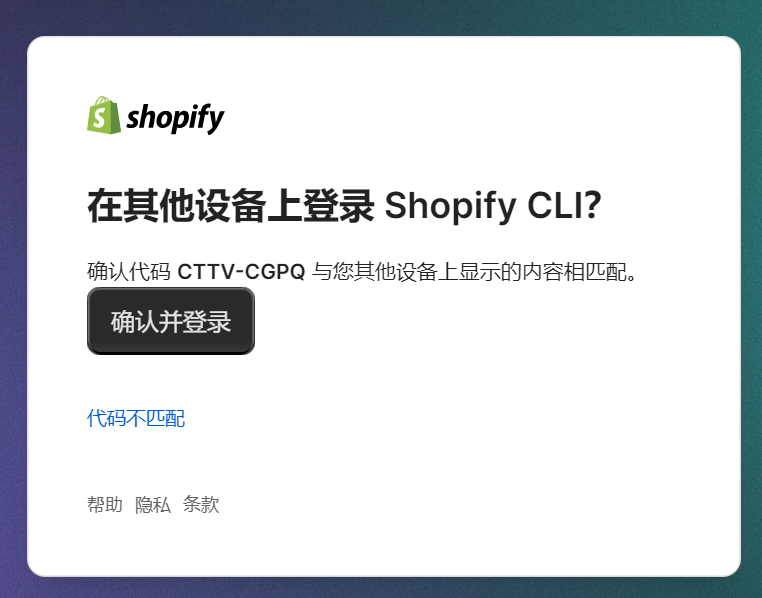 shopify
在其他设备上登录 Shopify CLI?
确认代码 CTTV-CGPQ 与您其他设备上显示的内容相匹配。
确认并登录
代码不匹配
帮助 隐私 条款